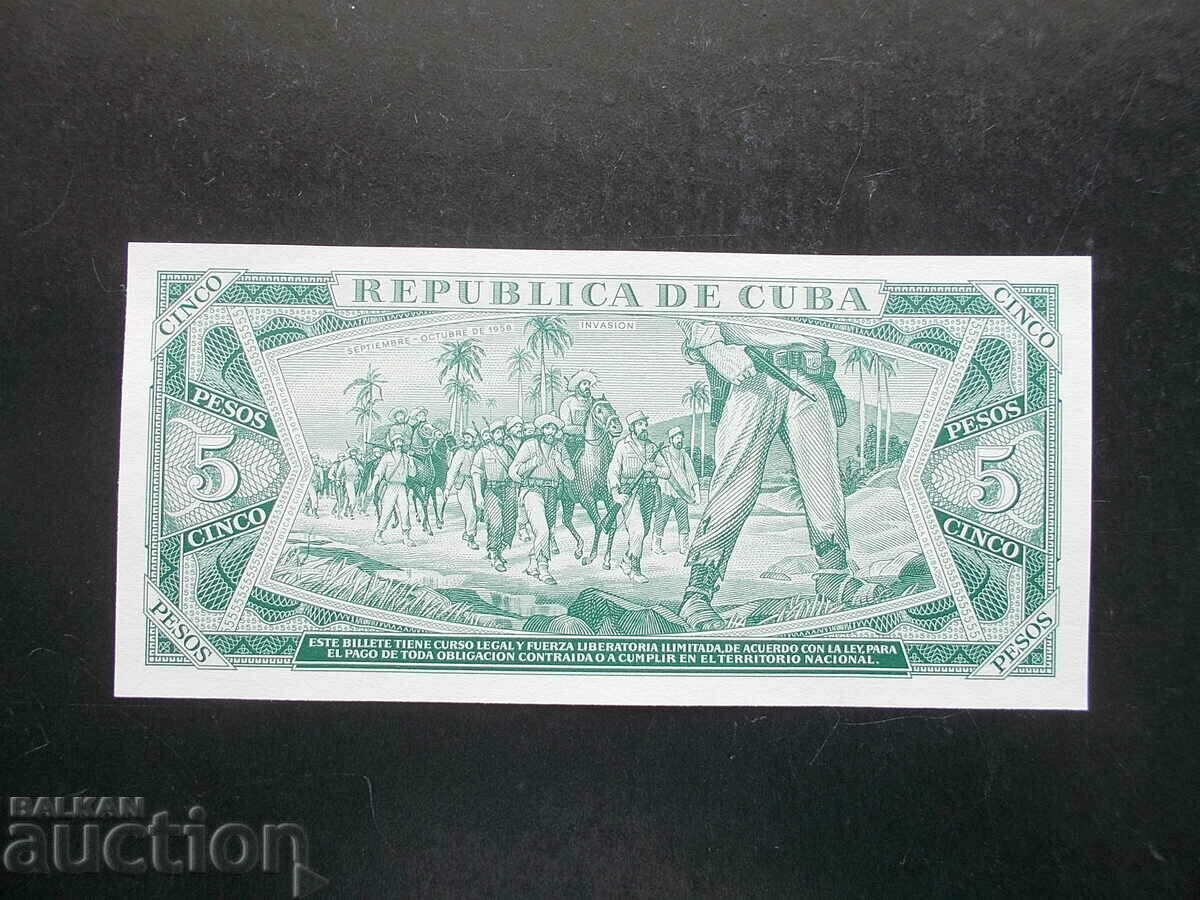 REPUBLICA DE CUBA
CINCO
CINCO
SEPTIEMBRE - OCTUBRE DE 1958
INVASION
PESOS
PESOS
5
5
CINCO
CINCO
PESOS
PESOS
ESTE BILLETE TIENE CURSO LEGAL Y FUERZA LIBERATORIA ILIMITADA, DE ACUERDO CON LA LEY, PARA
EL PAGO DE TODA OBLIGACION CONTRAIDA O A CUMPLIR EN EL TERRITORIO NACIONAL.
BALKAN
auction